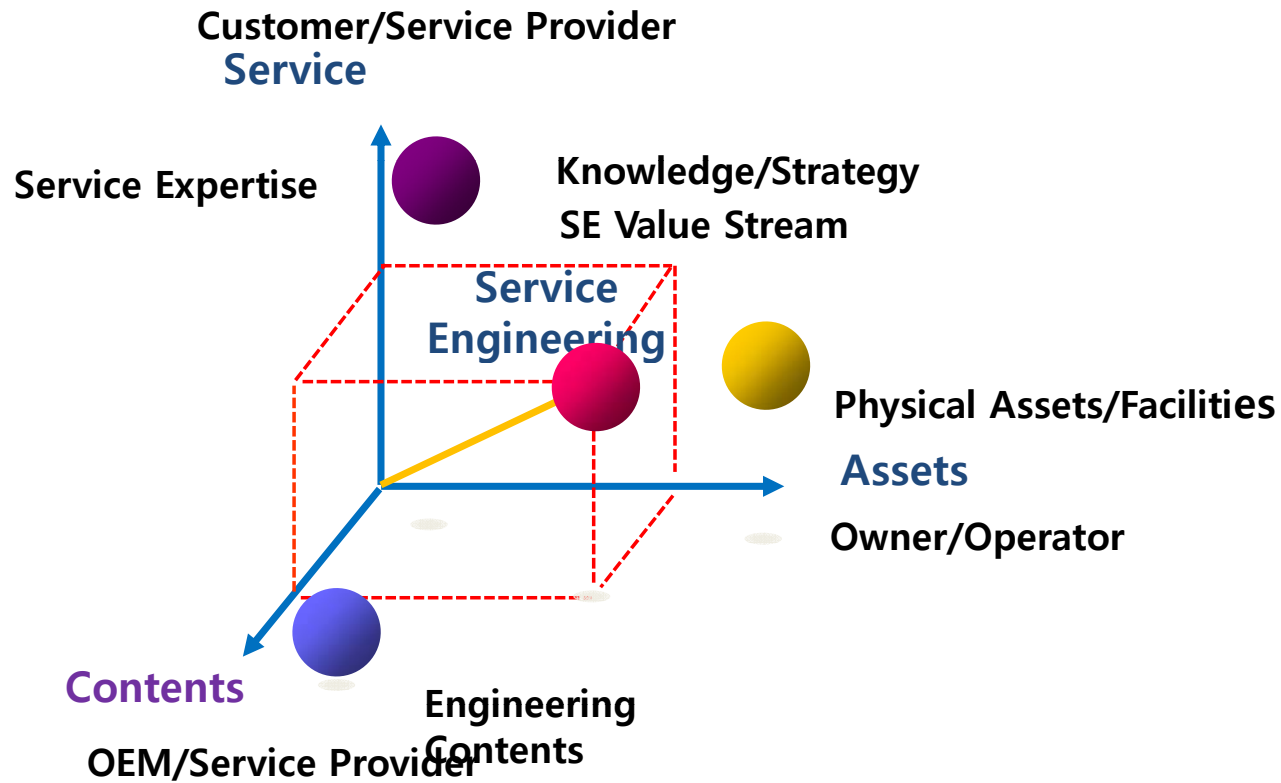 Customer/Service Provider
Service
Service Expertise
Knowledge/Strategy
SE Value Stream
Service
Engineering
Physical Assets/Facilities
Assets
Owner/Operator
Contents
Engineering
Contents
OEM/Service Provider